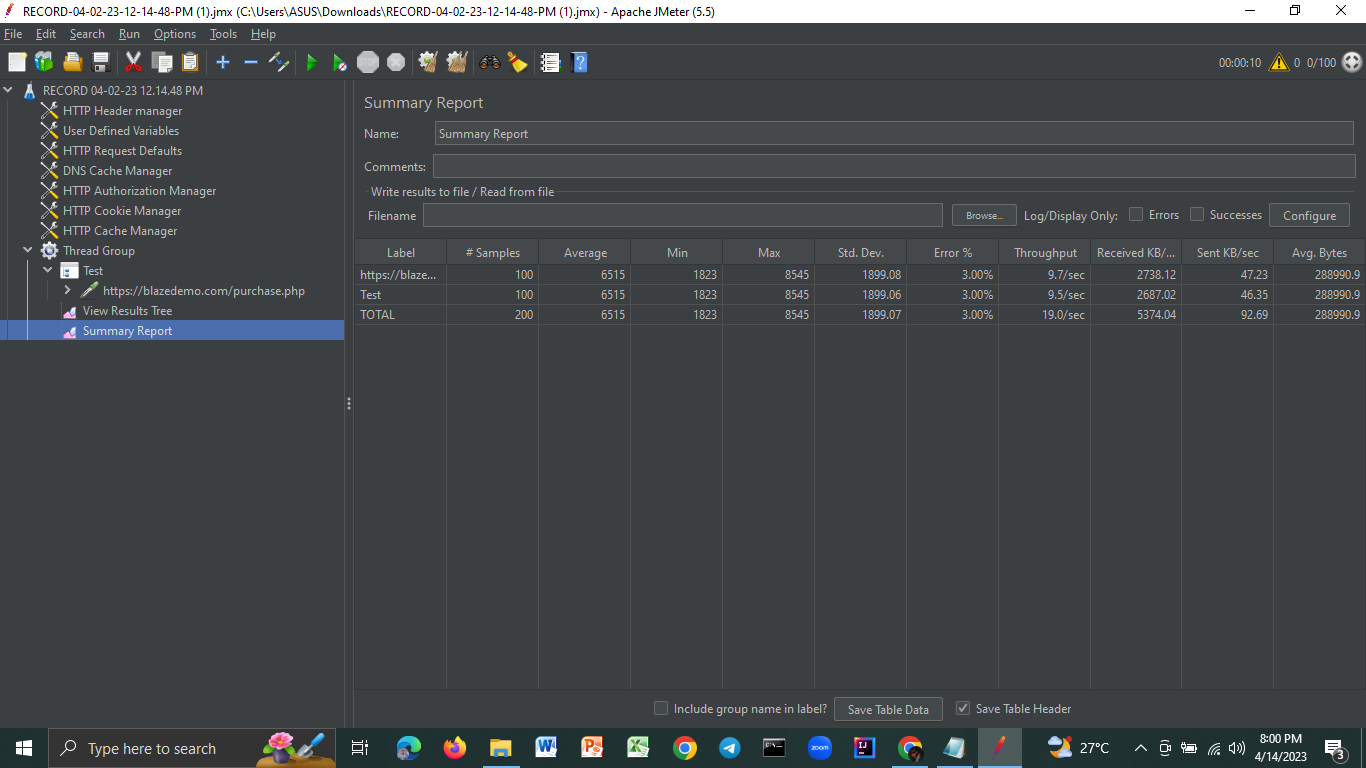 RECORD-04-02-23-12-14-48-PM (1).jmx (C:\Users\ASUS\Downloads\RECORD-04-02-23-12-14-48-PM (1).jmx) - Apache JMeter (5.5)
File Edit Search Run Options Tools Help
STOP 00:00:10 0 0/100
RECORD 04-02-23 12.14.48 PM
HTTP Header manager
User Defined Variables
HTTP Request Defaults
DNS Cache Manager
HTTP Authorization Manager
HTTP Cookie Manager
HTTP Cache Manager
Thread Group
Test
https://blazedemo.com/purchase.php
View Results Tree
Summary Report
Summary Report
Name: Summary Report
Comments:
Write results to file / Read from file
Filename Browse... Log/Display Only: Errors Successes Configure
Label # Samples Average Min Max Std. Dev. Error % Throughput Received KB/... Sent KB/sec Avg. Bytes
https://blaze... 100 6515 1823 8545 1899.08 3.00% 9.7/sec 2738.12 47.23 288990.9
Test 100 6515 1823 8545 1899.06 3.00% 9.5/sec 2687.02 46.35 288990.9
TOTAL 200 6515 1823 8545 1899.07 3.00% 19.0/sec 5374.04 92.69 288990.9
Include group name in label? Save Table Data Save Table Header
Type here to search
zoom
27°C
8:00 PM
4/14/2023
3